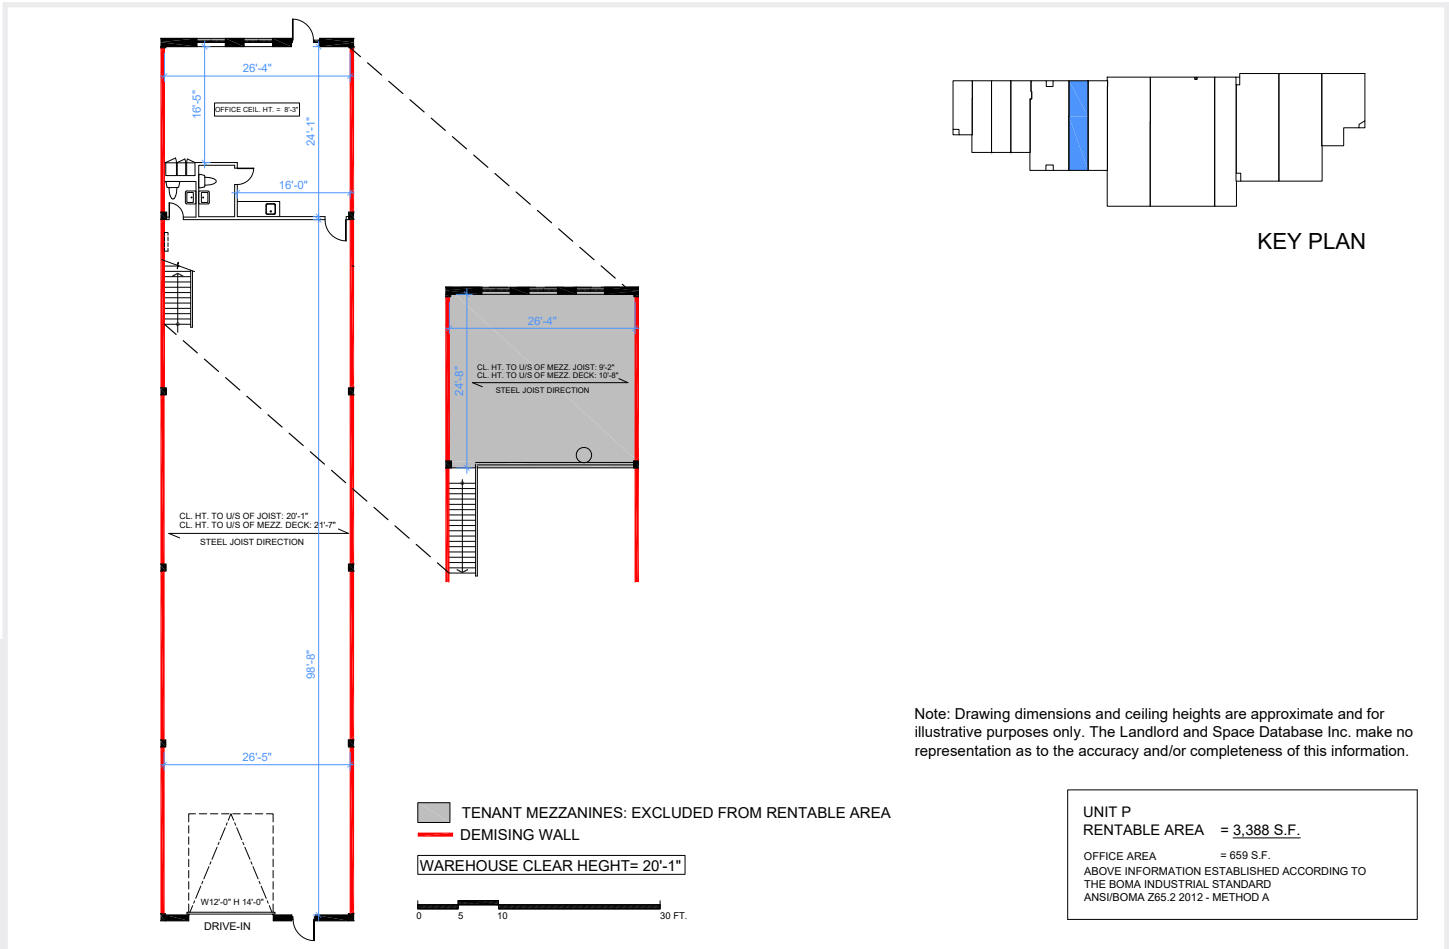 26'-4"
16'-5"
OFFICE CEIL. HT. = 8'-3"
24'-1"
16'-0"
KEY PLAN
26'-4"
24'-8"
CL. HT. TO U/S OF MEZZ. JOIST: 9'-2"
CL. HT. TO U/S OF MEZZ. DECK: 10'-8"
STEEL JOIST DIRECTION
CL. HT. TO U/S OF JOIST: 20'-1"
CL. HT. TO U/S OF MEZZ. DECK: 21'-7"
STEEL JOIST DIRECTION
98'-8"
26'-5"
W12'-0" H 14'-0"
DRIVE-IN
TENANT MEZZANINES: EXCLUDED FROM RENTABLE AREA
DEMISING WALL
WAREHOUSE CLEAR HEGHT= 20'-1"
0 5 10 30 FT.
Note: Drawing dimensions and ceiling heights are approximate and for
illustrative purposes only. The Landlord and Space Database Inc. make no
representation as to the accuracy and/or completeness of this information.
UNIT P
RENTABLE AREA = 3,388 S.F.
OFFICE AREA = 659 S.F.
ABOVE INFORMATION ESTABLISHED ACCORDING TO
THE BOMA INDUSTRIAL STANDARD
ANSI/BOMA Z65.2 2012 - METHOD A